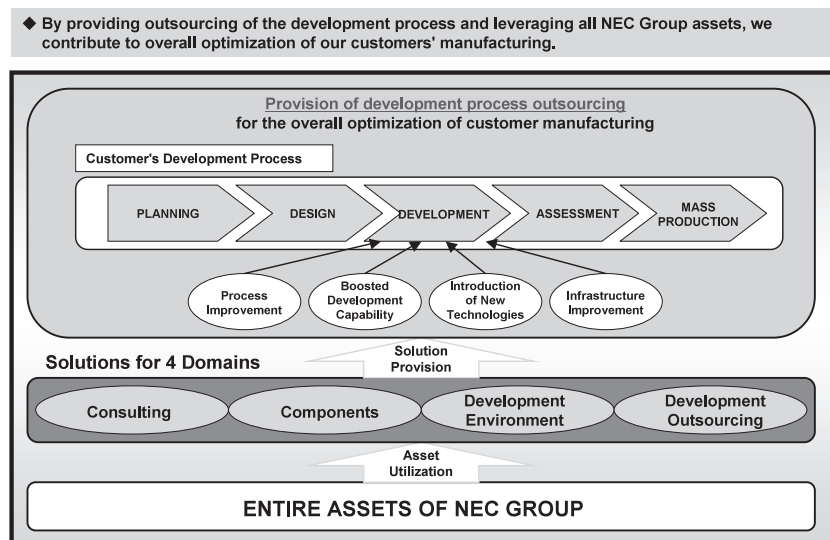 ◆ By providing outsourcing of the development process and leveraging all NEC Group assets, we
contribute to overall optimization of our customers' manufacturing.
Provision of development process outsourcing
for the overall optimization of customer manufacturing
Customer's Development Process
PLANNING
DESIGN
DEVELOPMENT
ASSESSMENT
MASS
PRODUCTION
Process
Improvement
Boosted
Development
Capability
Introduction
of New
Technologies
Infrastructure
Improvement
Solution
Provision
Solutions for 4 Domains
Consulting
Components
Development
Environment
Development
Outsourcing
Asset
Utilization
ENTIRE ASSETS OF NEC GROUP